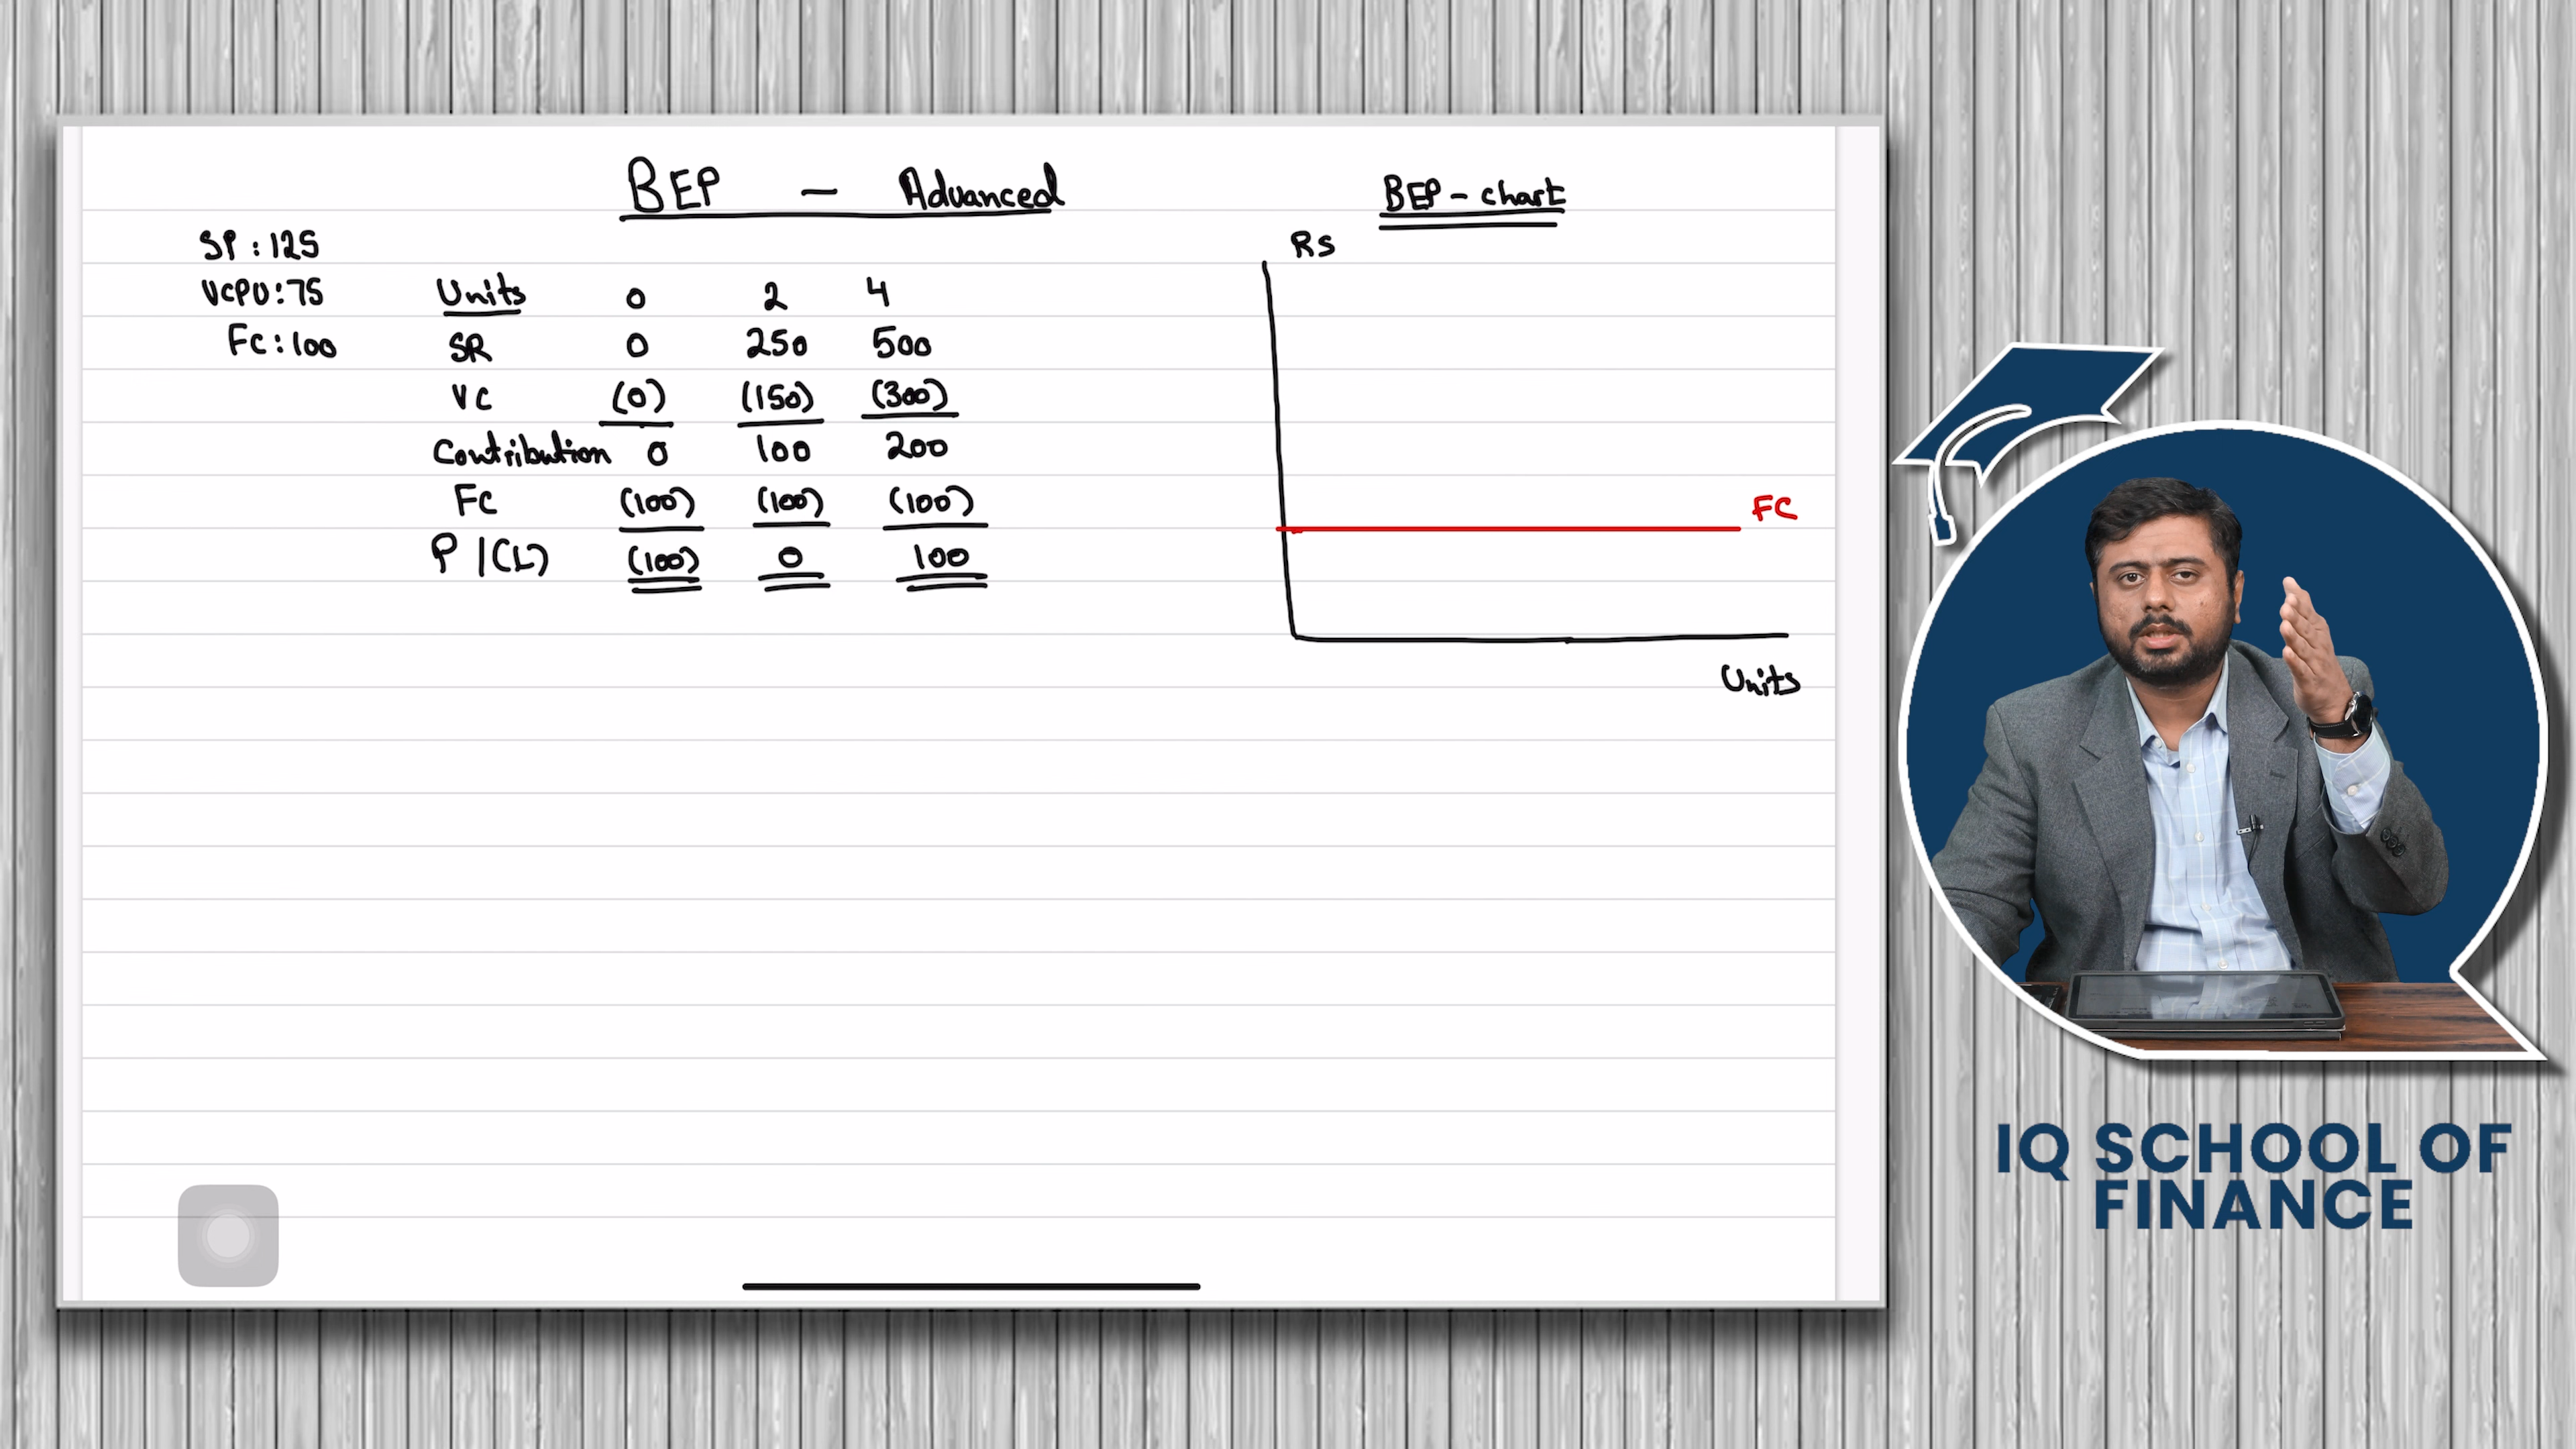 BEP - Advanced
SP : 125
VCPU : 75
FC : 100
Units 0 2 4
SR 0 250 500
VC (0) (150) (300)
Contribution 0 100 200
FC (100) (100) (100)
P / (L) (100) 0 100
BEP - chart
Rs
FC
Units
IQ SCHOOL OF
FINANCE